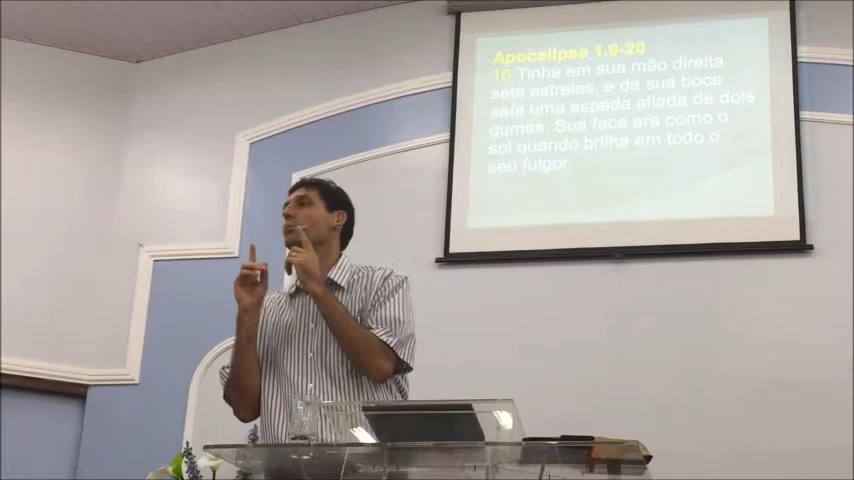 Apocalipse 1.9-20
16 Tinha em sua mão direita
sete estrelas, e da sua boca
saía uma espada afiada de dois
gumes. Sua face era como o
sol quando brilha em todo o
seu fulgor.